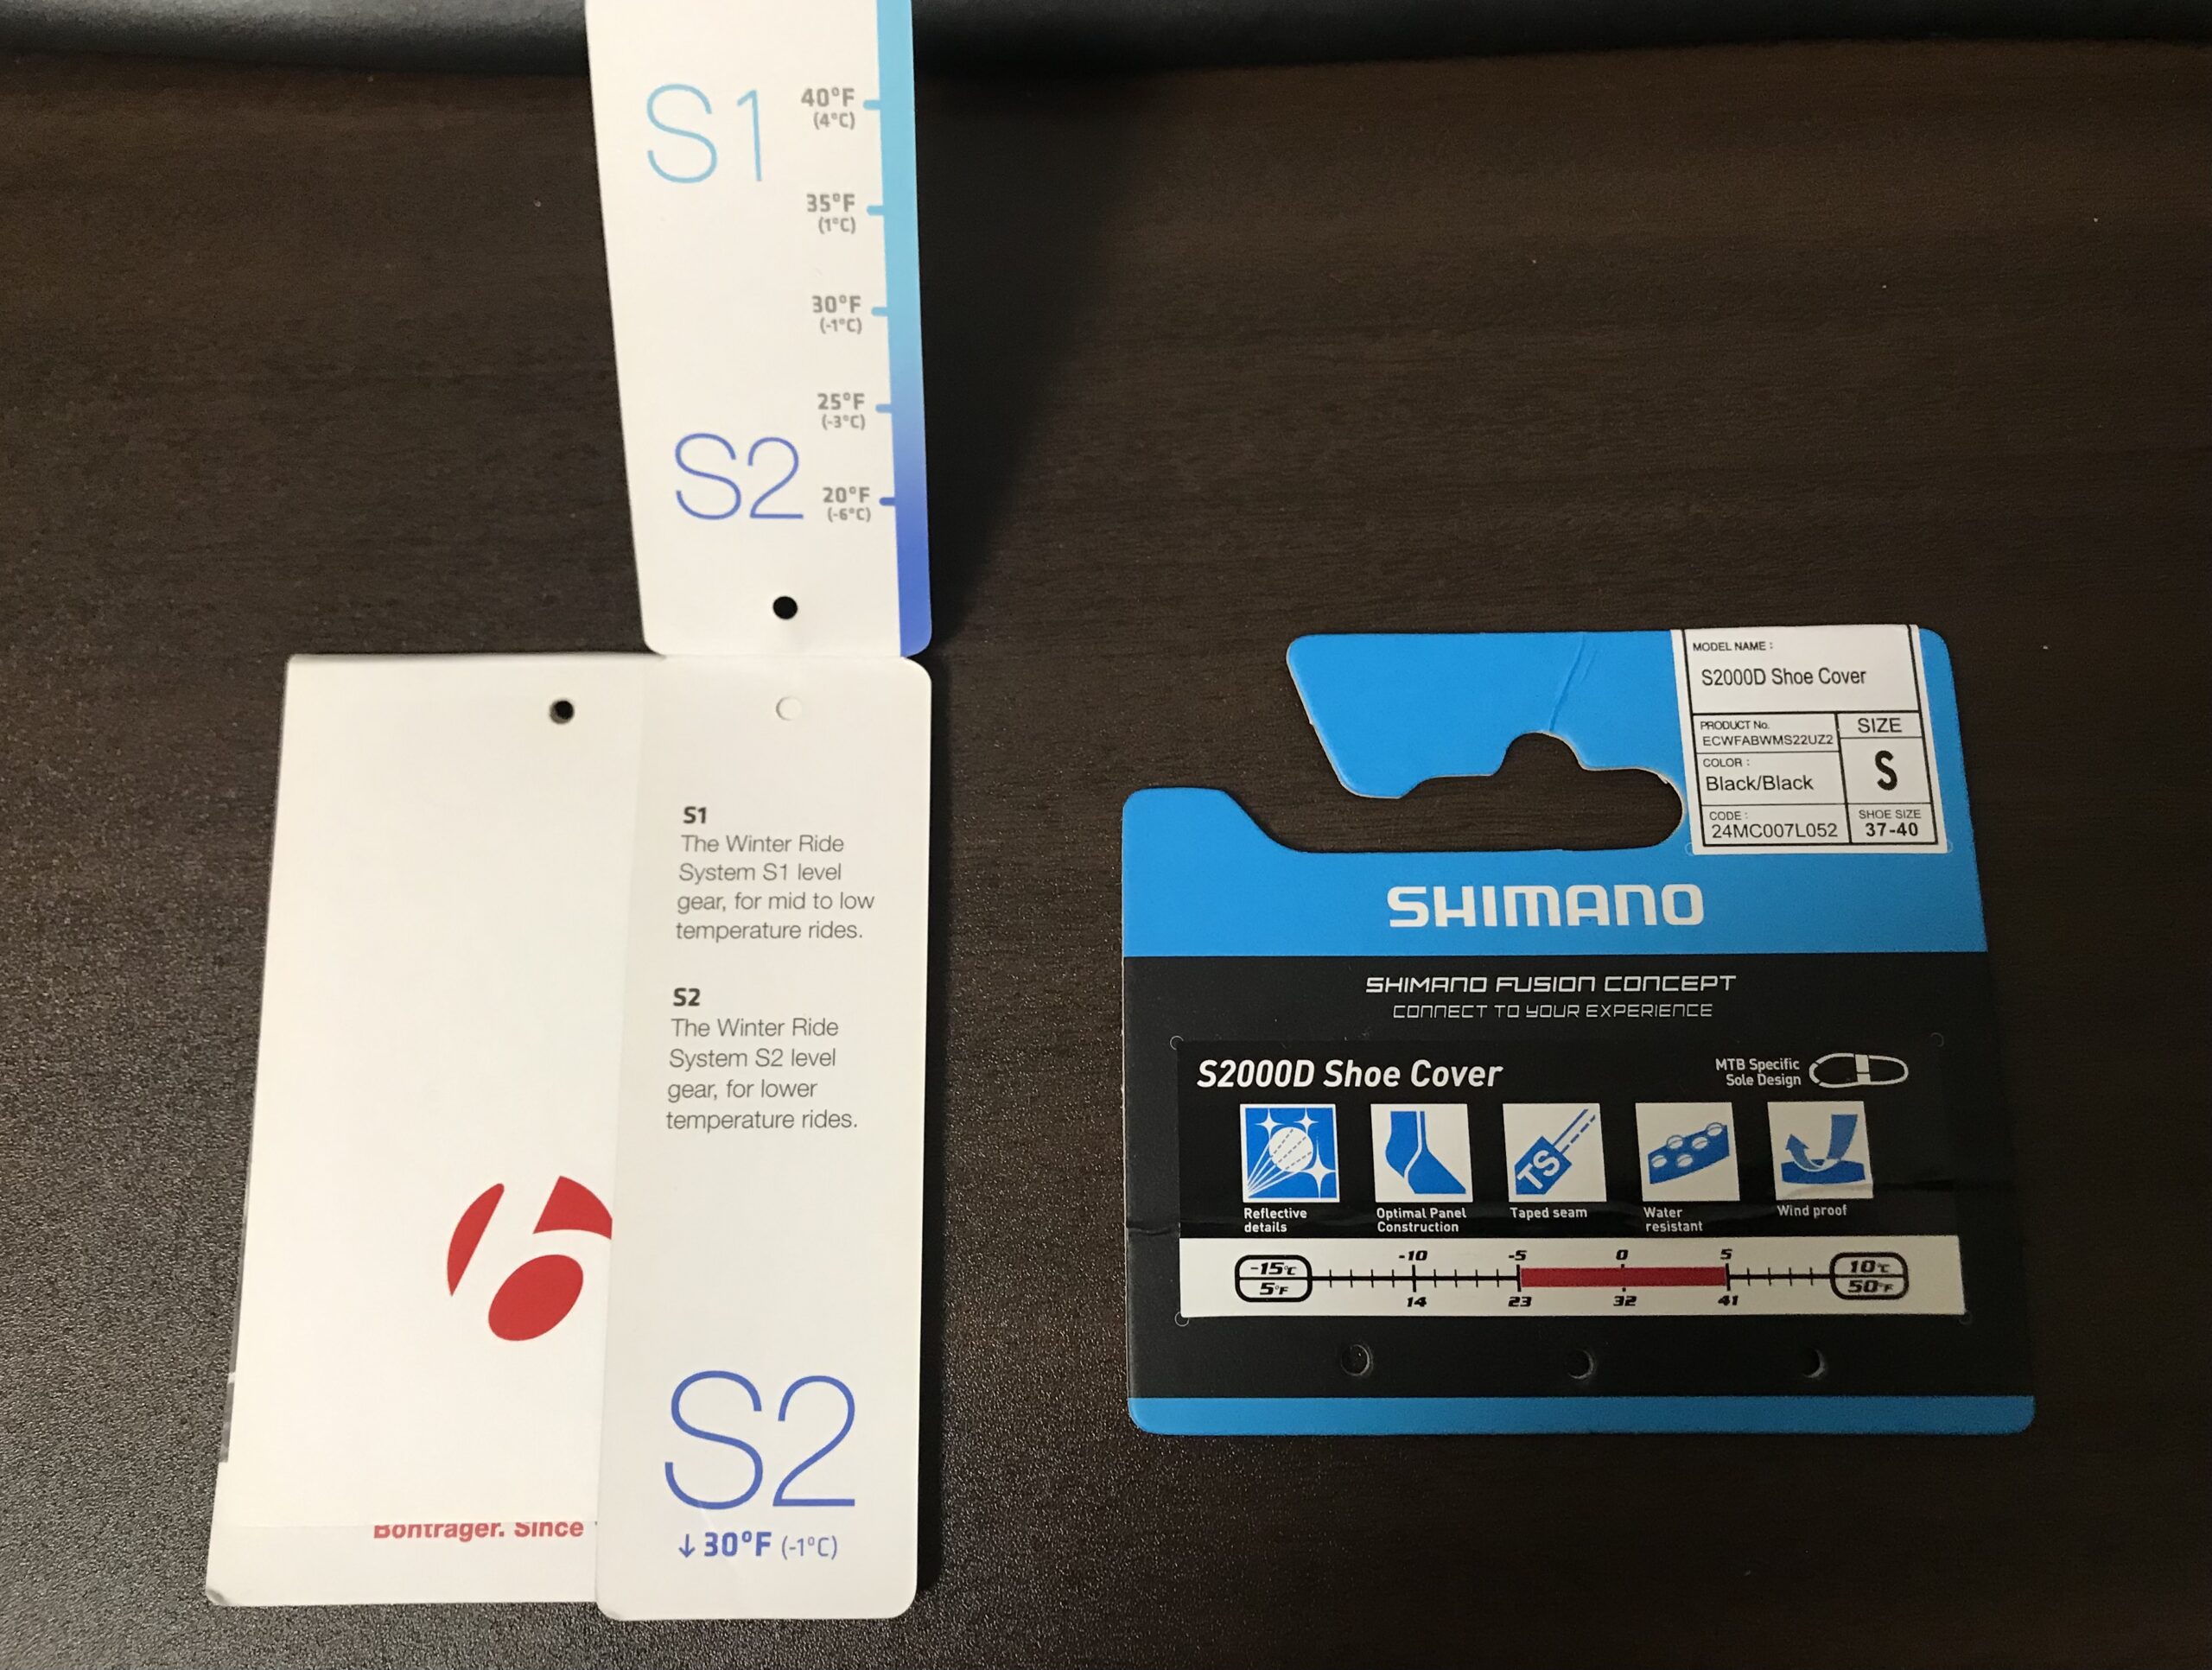 S1
40°F
(4°C)
35°F
(1°C)
30°F
(-1°C)
25°F
(-3°C)
S2
20°F
(-6°C)
S1
The Winter Ride
System S1 level
gear, for mid to low
temperature rides.
S2
The Winter Ride
System S2 level
gear, for lower
temperature rides.
Bontrager. Since
S2
↓30°F (-1°C)
MODEL NAME :
S2000D Shoe Cover
PRODUCT No.
ECWFABWMS22UZ2
SIZE
S
COLOR :
Black/Black
CODE :
24MC007L052
SHOE SIZE
37-40
SHIMANO
SHIMANO FUSION CONCEPT
CONNECT TO YOUR EXPERIENCE
S2000D Shoe Cover
MTB Specific
Sole Design
TS
Reflective
details
Optimal Panel
Construction
Taped seam
Water
resistant
Wind proof
-15°C -10 -5 0 5 10°C
5°F 14 23 32 41 50°F